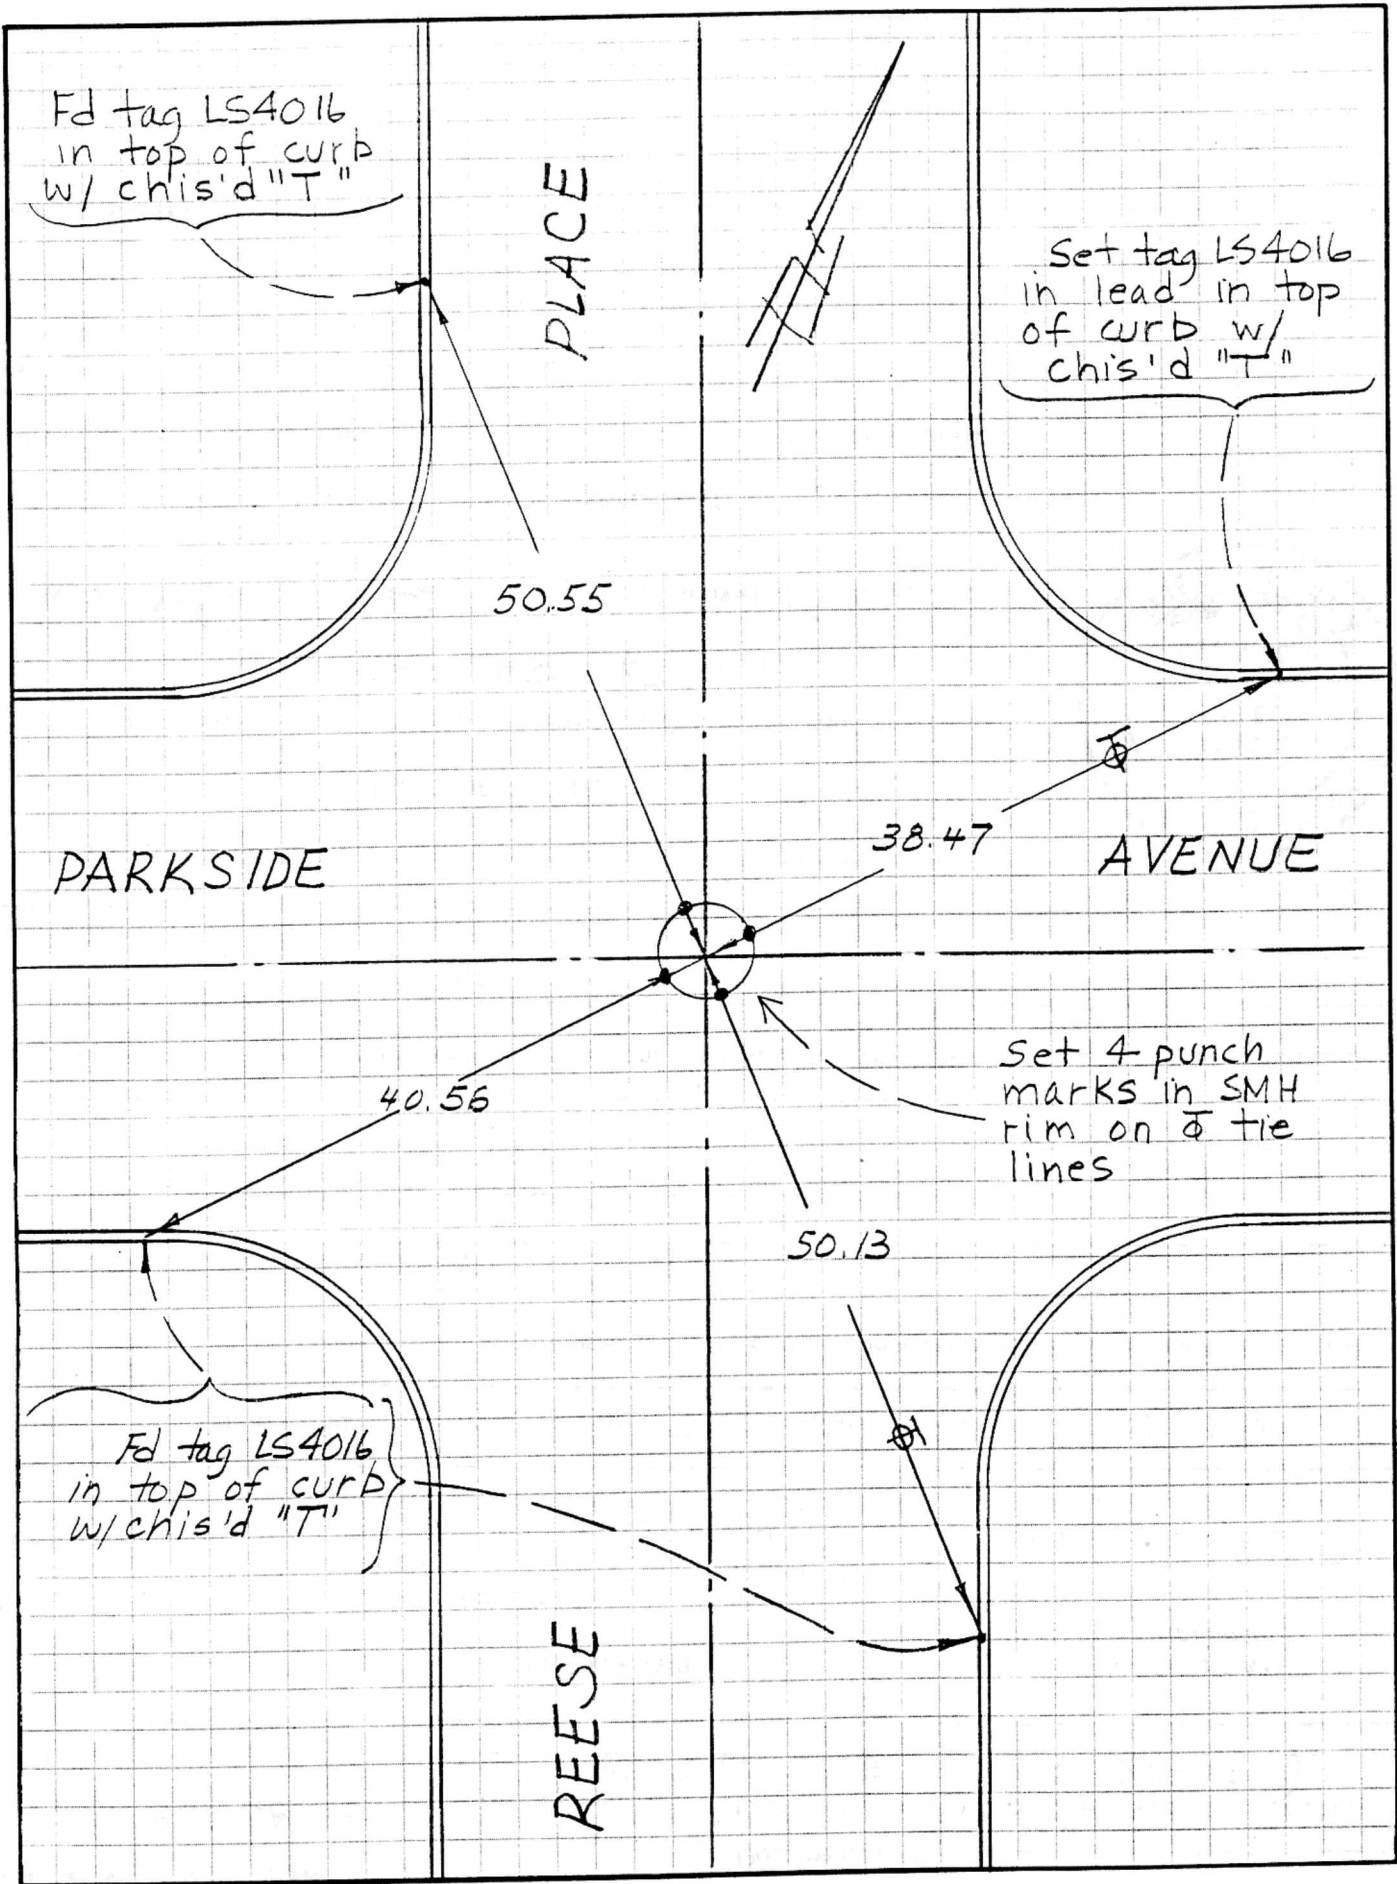 Fd tag LS4016
in top of curb
w/ chis'd "T"
PLACE
Set tag LS4016
in lead in top
of curb w/
chis'd "T"
50.55
38.47
PARKSIDE
AVENUE
40.56
Set 4 punch
marks in SMH
rim on ⌽ tie
lines
50.13
Fd tag LS4016
in top of curb
w/ chis'd "T"
REESE